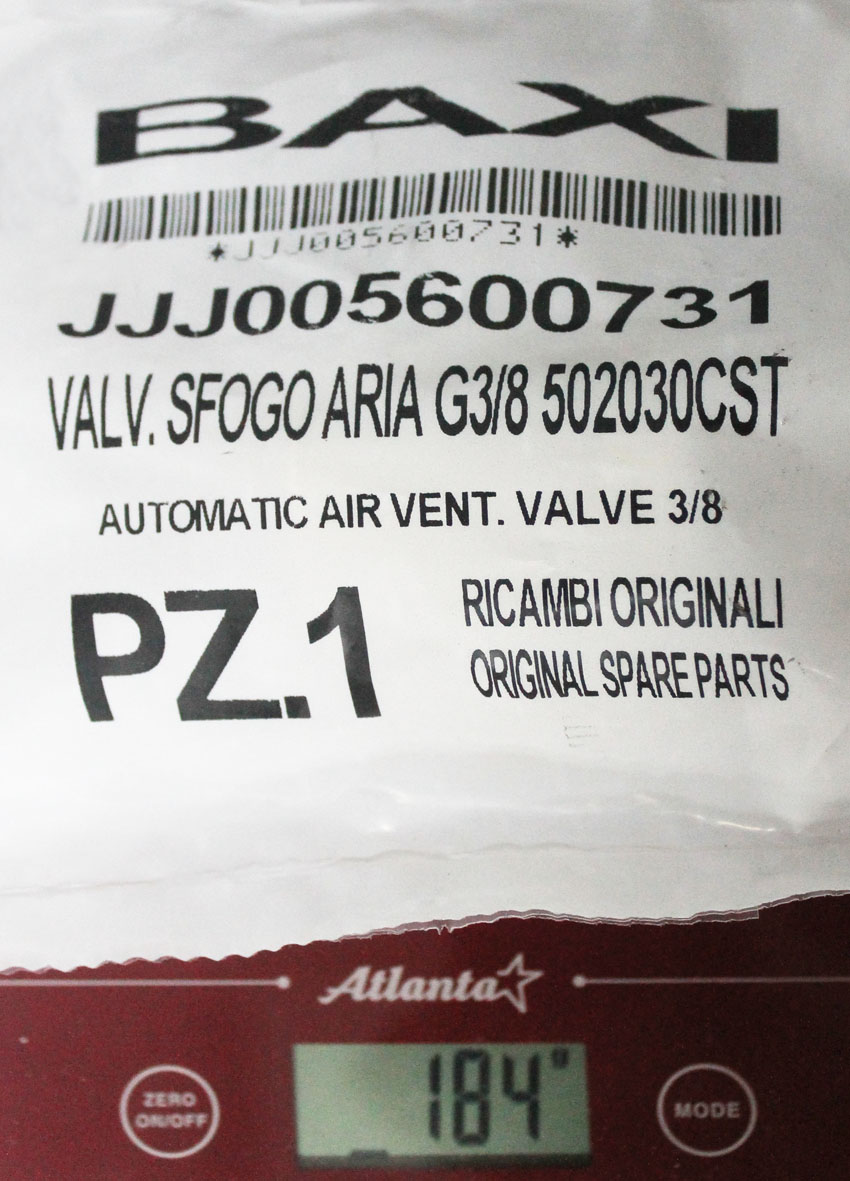 BAXI
*JJJ005600731*
JJJ005600731
VALV. SFOGO ARIA G3/8 502030CST
AUTOMATIC AIR VENT. VALVE 3/8
PZ.1
RICAMBI ORIGINALI
ORIGINAL SPARE PARTS
Atlanta
ZERO
ON/OFF
184 g
MODE